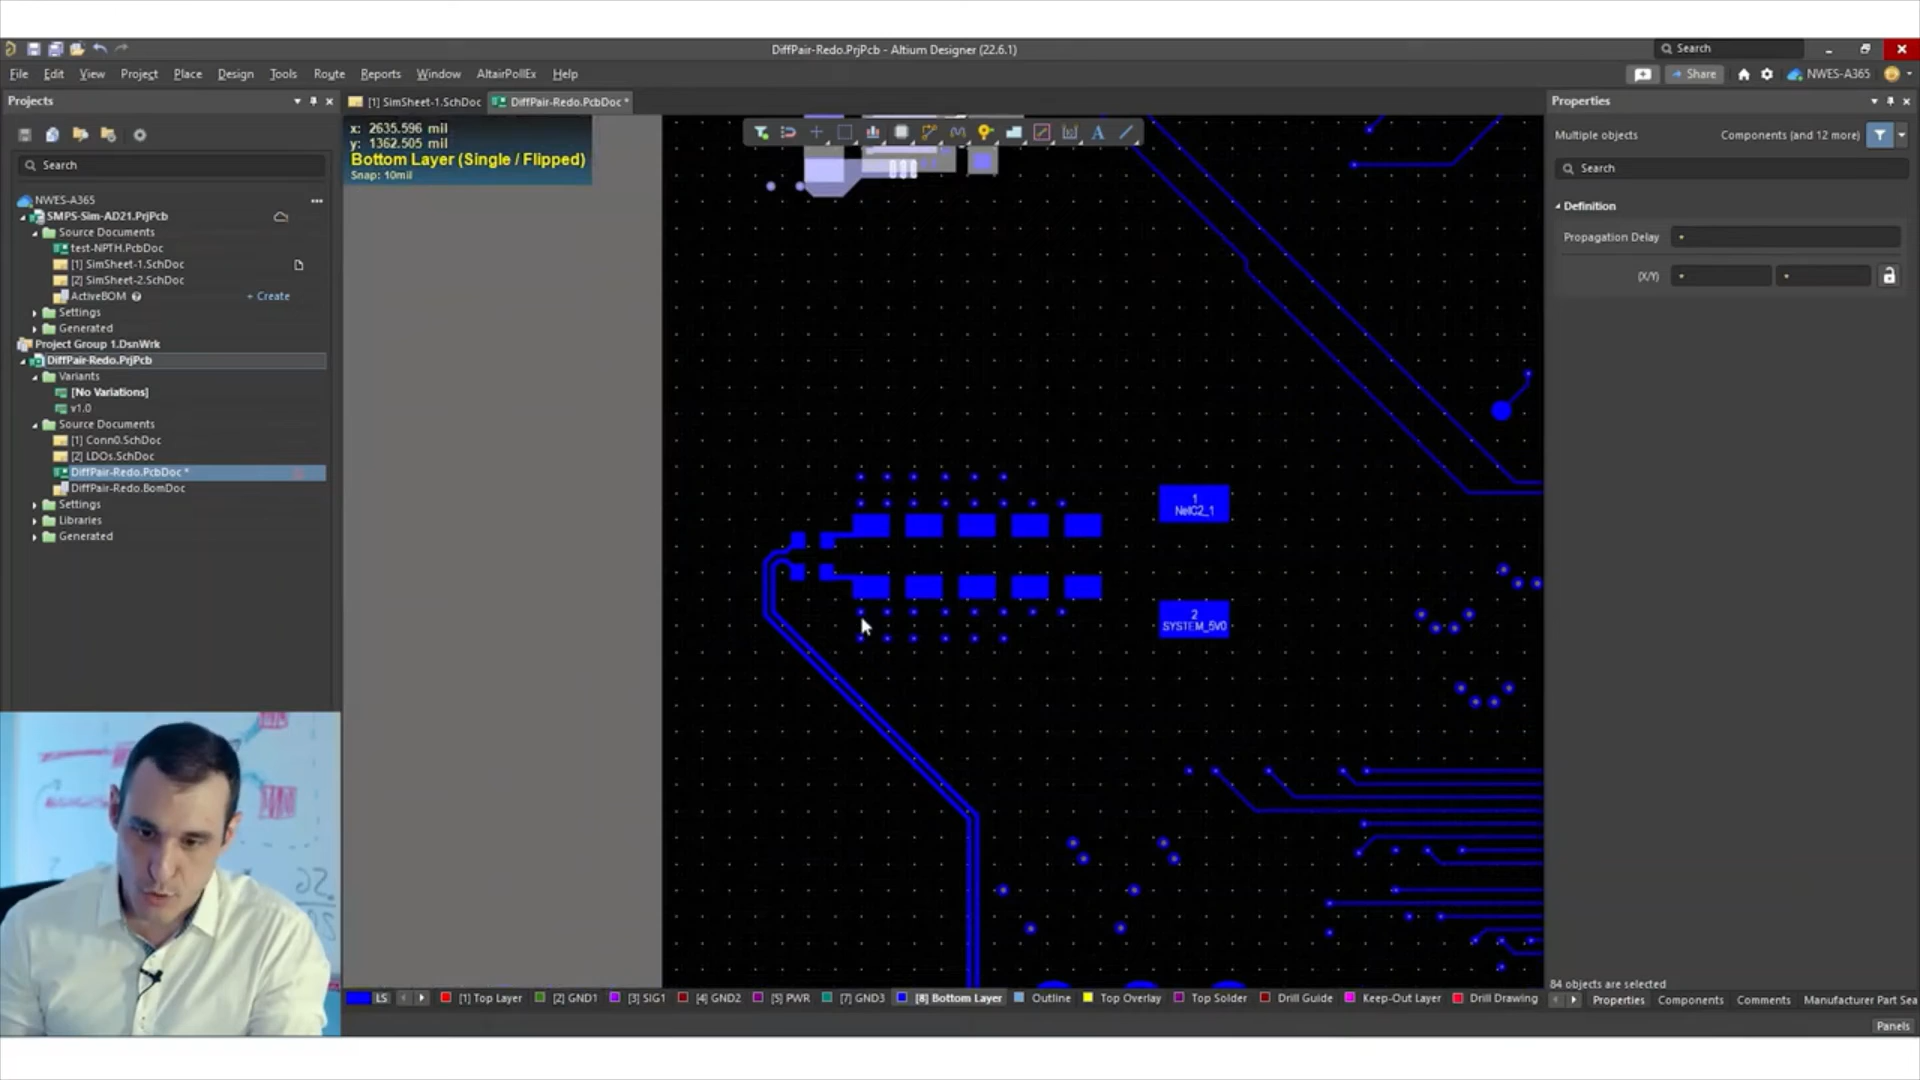 DiffPair-Redo.PrjPcb - Altium Designer (22.6.1)
Search
File Edit View Project Place Design Tools Route Reports Window AltairPollEx Help
Share
NWES-A365
Projects
[1] SimSheet-1.SchDoc
DiffPair-Redo.PcbDoc *
Properties
x: 2635.596 mil
y: 1362.505 mil
Bottom Layer (Single / Flipped)
Snap: 10mil
Multiple objects
Components (and 12 more)
Search
Search
NWES-A365
SMPS-Sim-AD21.PrjPcb
Source Documents
test-NPTH.PcbDoc
[1] SimSheet-1.SchDoc
[2] SimSheet-2.SchDoc
ActiveBOM
+ Create
Settings
Generated
Project Group 1.DsnWrk
DiffPair-Redo.PrjPcb
Variants
[No Variations]
v1.0
Source Documents
[1] Conn0.SchDoc
[2] LDOs.SchDoc
DiffPair-Redo.PcbDoc *
DiffPair-Redo.BomDoc
Settings
Libraries
Generated
Definition
Propagation Delay
(X/Y)
1
NetC2_1
2
SYSTEM_5V0
84 objects are selected
LS
[1] Top Layer
[2] GND1
[3] SIG1
[4] GND2
[5] PWR
[7] GND3
[8] Bottom Layer
Outline
Top Overlay
Top Solder
Drill Guide
Keep-Out Layer
Drill Drawing
Properties
Components
Comments
Manufacturer Part Sea
Panels